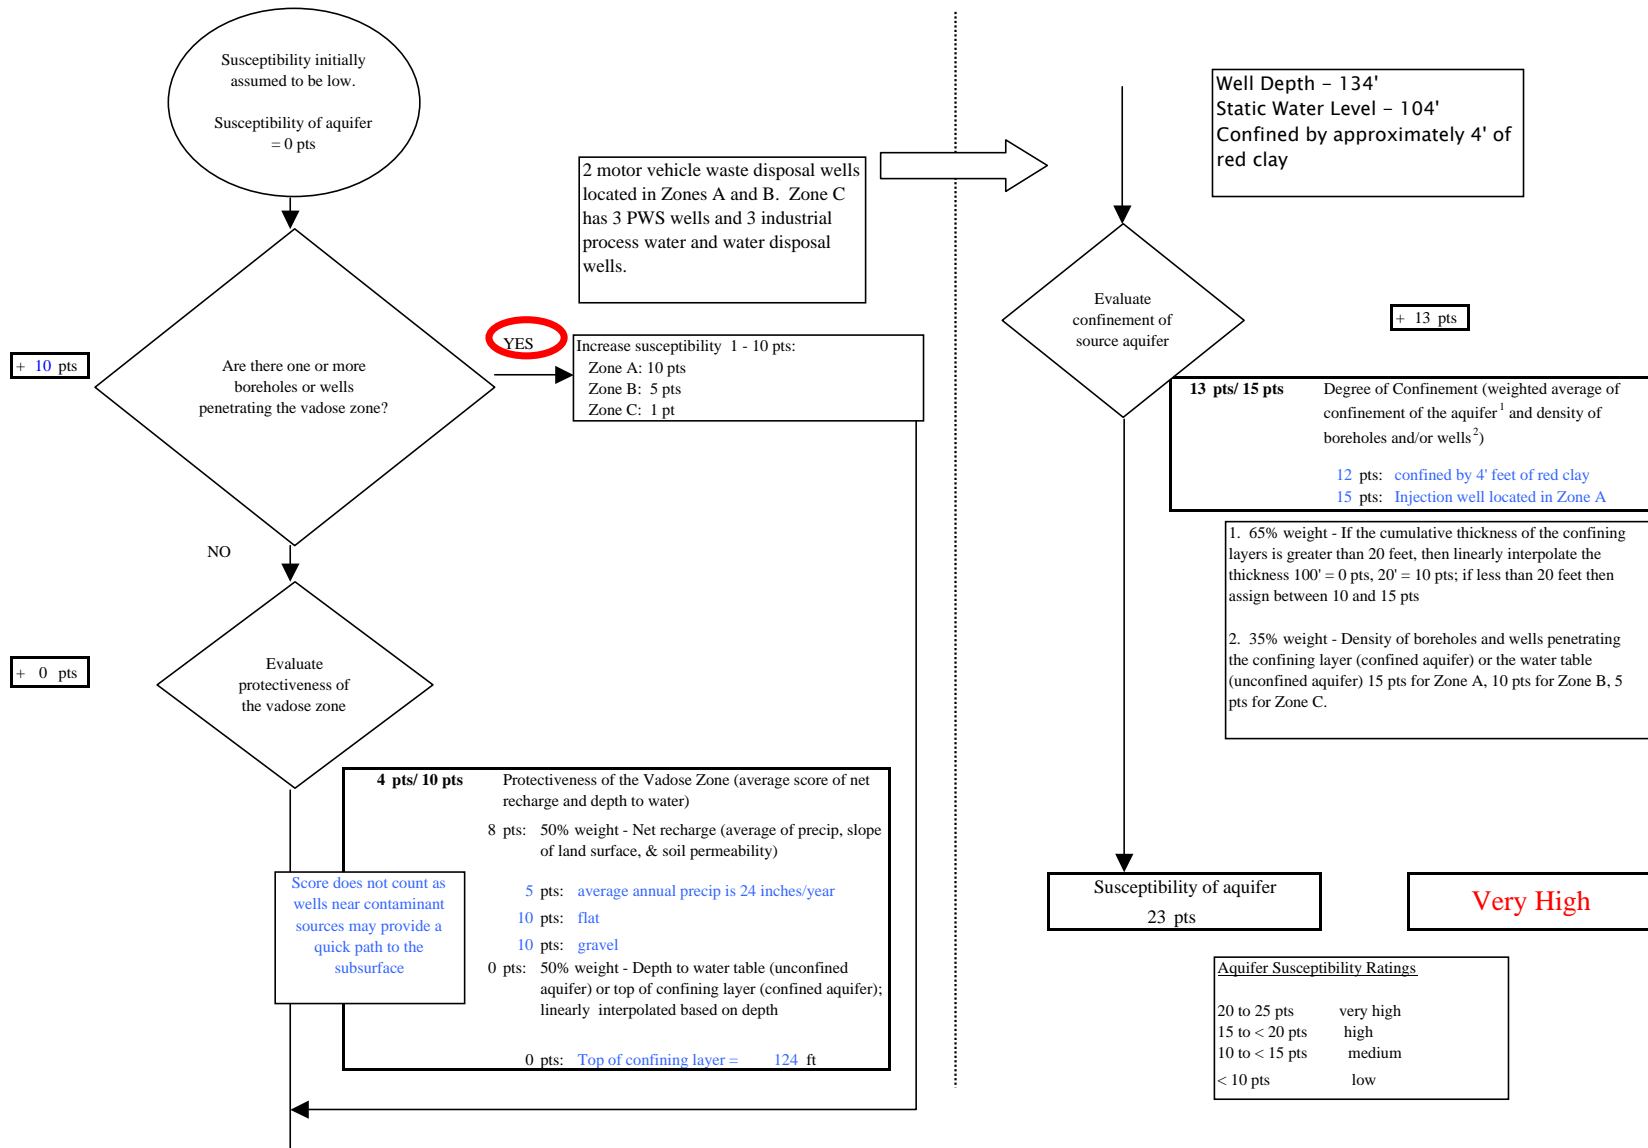 Susceptibility initially
assumed to be low.
Susceptibility of aquifer
= 0 pts
+ 10 pts
Are there one or more
boreholes or wells
penetrating the vadose zone?
YES
2 motor vehicle waste disposal wells
located in Zones A and B. Zone C
has 3 PWS wells and 3 industrial
process water and water disposal
wells.
Increase susceptibility 1 - 10 pts:
Zone A: 10 pts
Zone B: 5 pts
Zone C: 1 pt
NO
+ 0 pts
Evaluate
protectiveness of
the vadose zone
4 pts/ 10 pts Protectiveness of the Vadose Zone (average score of net
recharge and depth to water)
8 pts: 50% weight - Net recharge (average of precip, slope
of land surface, & soil permeability)
5 pts: average annual precip is 24 inches/year
10 pts: flat
10 pts: gravel
0 pts: 50% weight - Depth to water table (unconfined
aquifer) or top of confining layer (confined aquifer);
linearly interpolated based on depth
0 pts: Top of confining layer = 124 ft
Score does not count as
wells near contaminant
sources may provide a
quick path to the
subsurface
Well Depth – 134'
Static Water Level – 104'
Confined by approximately 4' of
red clay
Evaluate
confinement of
source aquifer
+ 13 pts
13 pts/ 15 pts Degree of Confinement (weighted average of
confinement of the aquifer1 and density of
boreholes and/or wells2)
12 pts: confined by 4' feet of red clay
15 pts: Injection well located in Zone A
1. 65% weight - If the cumulative thickness of the confining
layers is greater than 20 feet, then linearly interpolate the
thickness 100' = 0 pts, 20' = 10 pts; if less than 20 feet then
assign between 10 and 15 pts
2. 35% weight - Density of boreholes and wells penetrating
the confining layer (confined aquifer) or the water table
(unconfined aquifer) 15 pts for Zone A, 10 pts for Zone B, 5
pts for Zone C.
Susceptibility of aquifer
23 pts
Very High
Aquifer Susceptibility Ratings
20 to 25 pts very high
15 to < 20 pts high
10 to < 15 pts medium
< 10 pts low